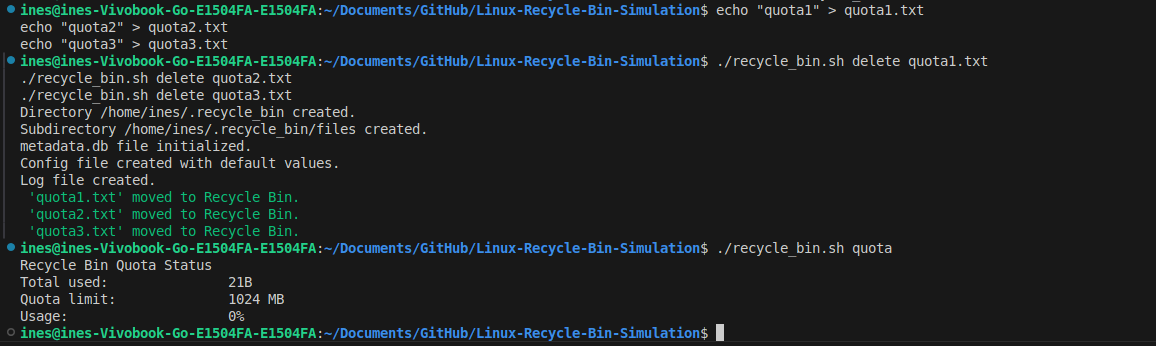 ines@ines-Vivobook-Go-E1504FA-E1504FA:~/Documents/GitHub/Linux-Recycle-Bin-Simulation$ echo "quota1" > quota1.txt
echo "quota2" > quota2.txt
echo "quota3" > quota3.txt
ines@ines-Vivobook-Go-E1504FA-E1504FA:~/Documents/GitHub/Linux-Recycle-Bin-Simulation$ ./recycle_bin.sh delete quota1.txt
./recycle_bin.sh delete quota2.txt
./recycle_bin.sh delete quota3.txt
Directory /home/ines/.recycle_bin created.
Subdirectory /home/ines/.recycle_bin/files created.
metadata.db file initialized.
Config file created with default values.
Log file created.
 'quota1.txt' moved to Recycle Bin.
 'quota2.txt' moved to Recycle Bin.
 'quota3.txt' moved to Recycle Bin.
ines@ines-Vivobook-Go-E1504FA-E1504FA:~/Documents/GitHub/Linux-Recycle-Bin-Simulation$ ./recycle_bin.sh quota
Recycle Bin Quota Status
Total used:              21B
Quota limit:             1024 MB
Usage:                   0%
ines@ines-Vivobook-Go-E1504FA-E1504FA:~/Documents/GitHub/Linux-Recycle-Bin-Simulation$